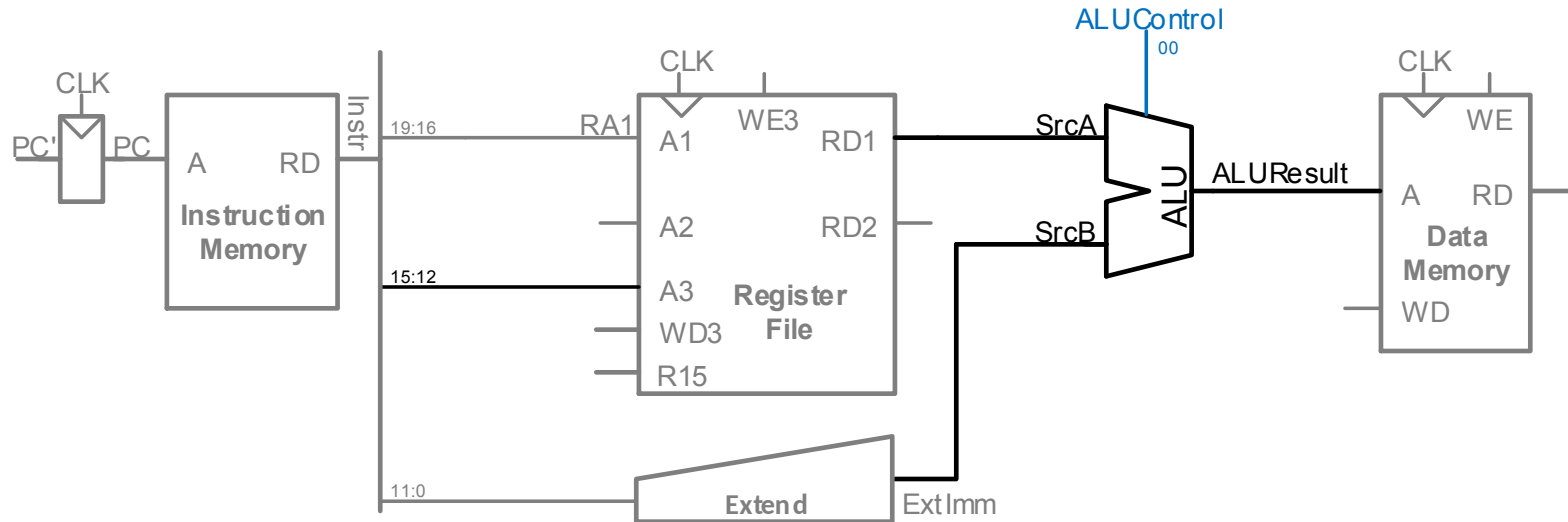 ALUControl
00
CLK
CLK
CLK
PC'
PC
A
RD
Instruction
Memory
Instr
19:16
RA1
A1
WE3
RD1
SrcA
A2
RD2
SrcB
15:12
A3
Register
File
WD3
R15
ALU
ALUResult
WE
A
RD
Data
Memory
WD
11:0
Extend
ExtImm